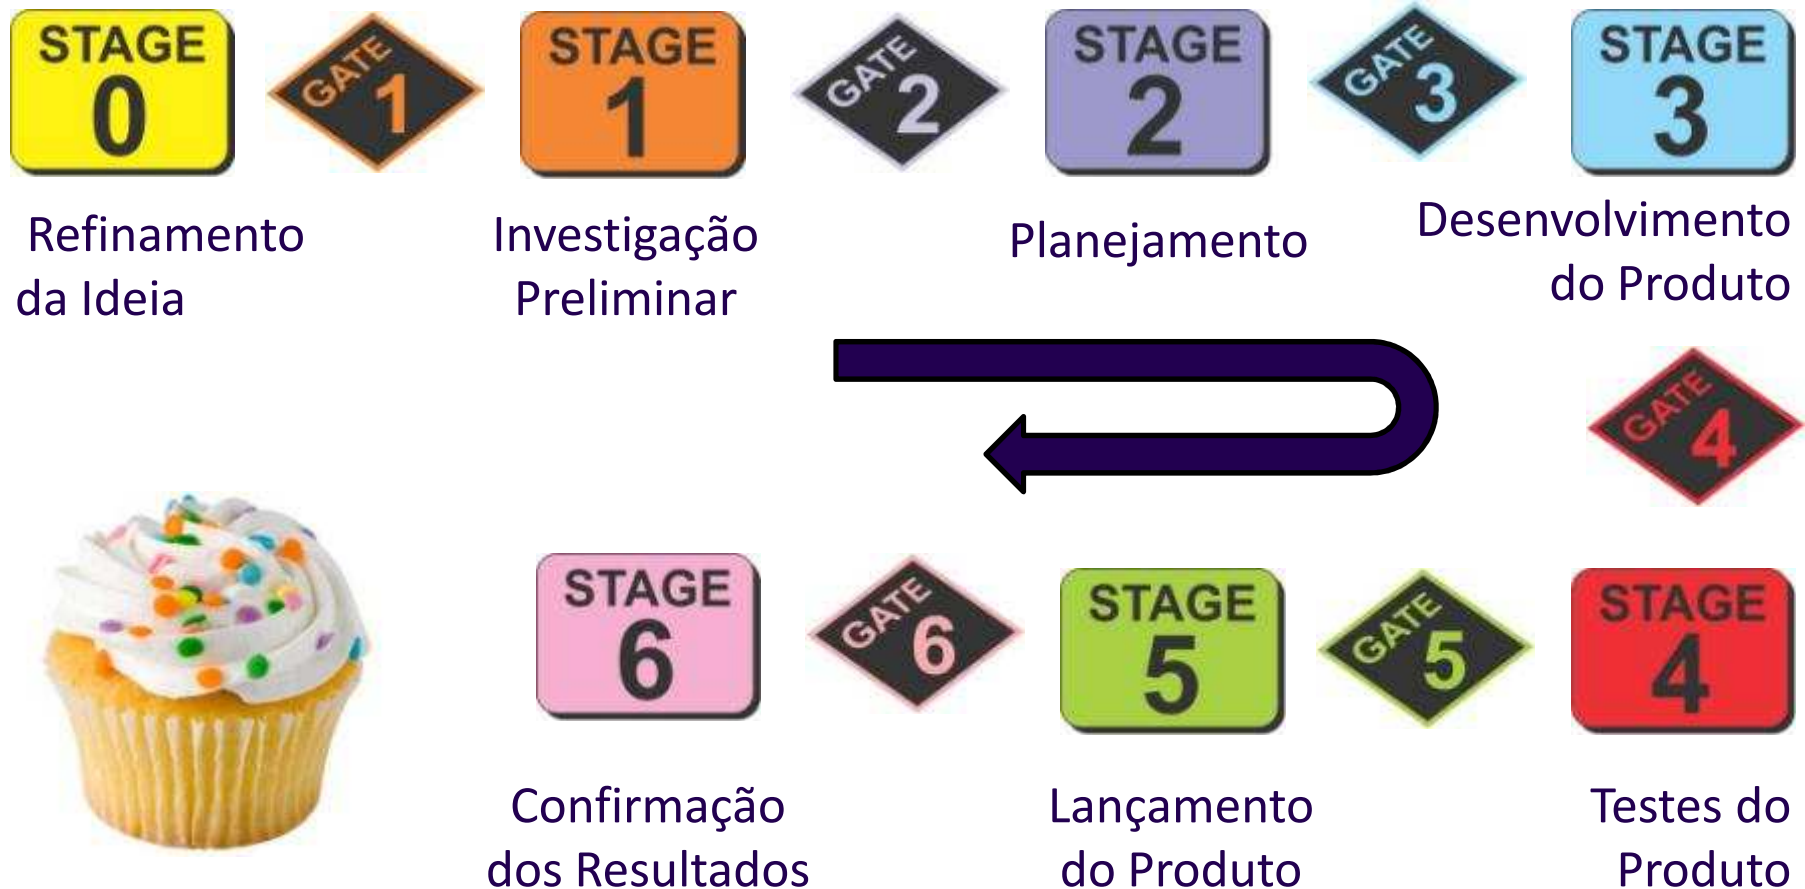 STAGE
0
GATE
1
STAGE
1
GATE
2
STAGE
2
GATE
3
STAGE
3
Refinamento
da Ideia
Investigação
Preliminar
Planejamento
Desenvolvimento
do Produto
GATE
4
STAGE
4
GATE
5
STAGE
5
GATE
6
STAGE
6
Testes do
Produto
Lançamento
do Produto
Confirmação
dos Resultados